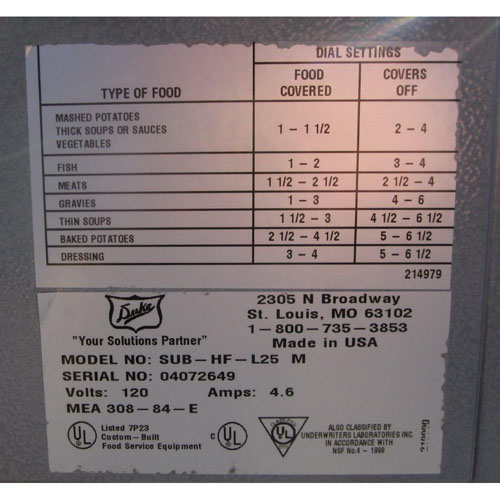 DIAL SETTINGS
TYPE OF FOOD FOOD COVERED COVERS OFF
MASHED POTATOES
THICK SOUPS OR SAUCES 1 – 1 1/2 2 – 4
VEGETABLES
FISH 1 – 2 3 – 4
MEATS 1 1/2 – 2 1/2 2 1/2 – 4
GRAVIES 1 – 3 4 – 6
THIN SOUPS 1 1/2 – 3 4 1/2 – 6 1/2
BAKED POTATOES 2 1/2 – 4 1/2 5 – 6 1/2
DRESSING 3 – 4 5 – 6 1/2
214979
Duke
"Your Solutions Partner"
2305 N Broadway
St. Louis, MO 63102
1–800–735–3853
Made in USA
MODEL NO: SUB–HF–L25 M
SERIAL NO: 04072649
Volts: 120 Amps: 4.6
MEA 308–84–E
UL
Listed 7P23
Custom–Built
Food Service Equipment
C UL
UL
ALSO CLASSIFIED BY
UNDERWRITERS LABORATORIES INC.
IN ACCORDANCE WITH
NSF No.4 – 1999